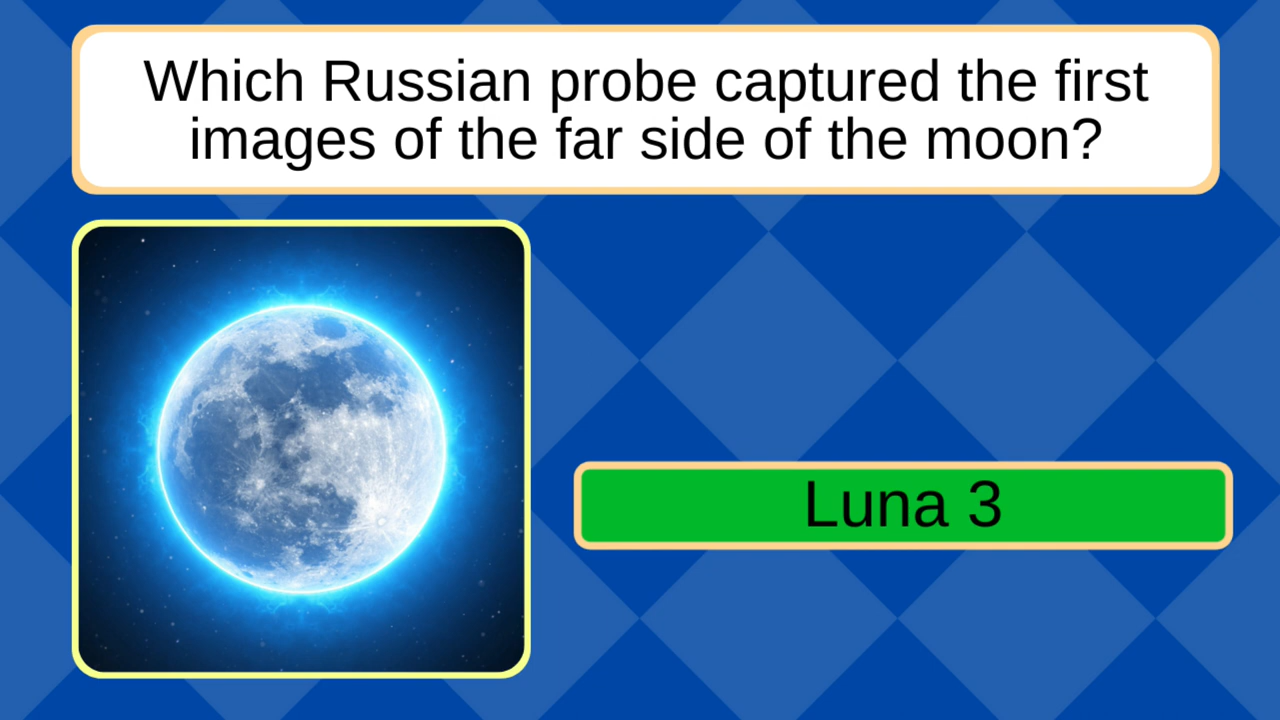 Which Russian probe captured the first
images of the far side of the moon?
Luna 3